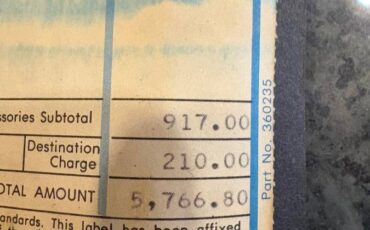 ssories Subtotal 917.00
Destination
Charge 210.00
OTAL AMOUNT 5,766.80
andards. This label has been affixed
Part No. 360235